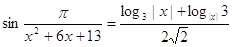 sin π/(x² + 6x + 13) = (log₃ |x| + log_{|x|} 3)/(2√2)